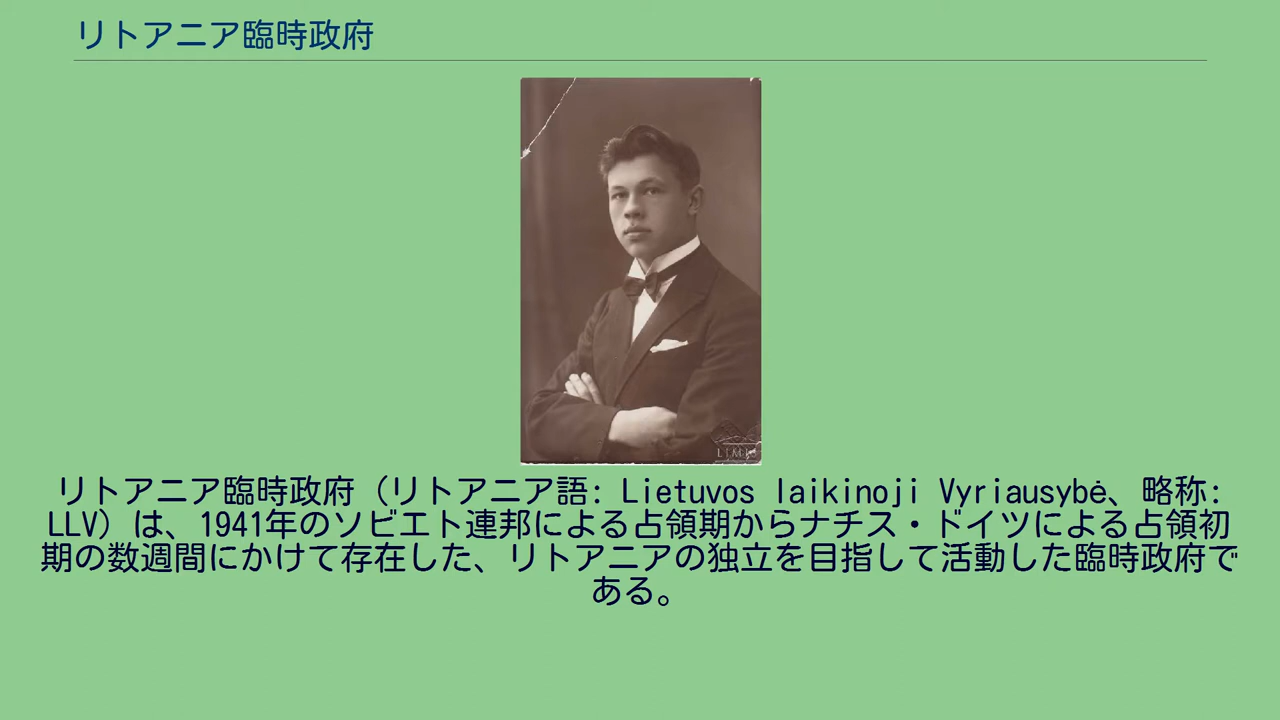 リトアニア臨時政府
LIMIS
リトアニア臨時政府（リトアニア語: Lietuvos laikinoji Vyriausybė、略称:
LLV）は、1941年のソビエト連邦による占領期からナチス・ドイツによる占領初
期の数週間にかけて存在した、リトアニアの独立を目指して活動した臨時政府で
ある。